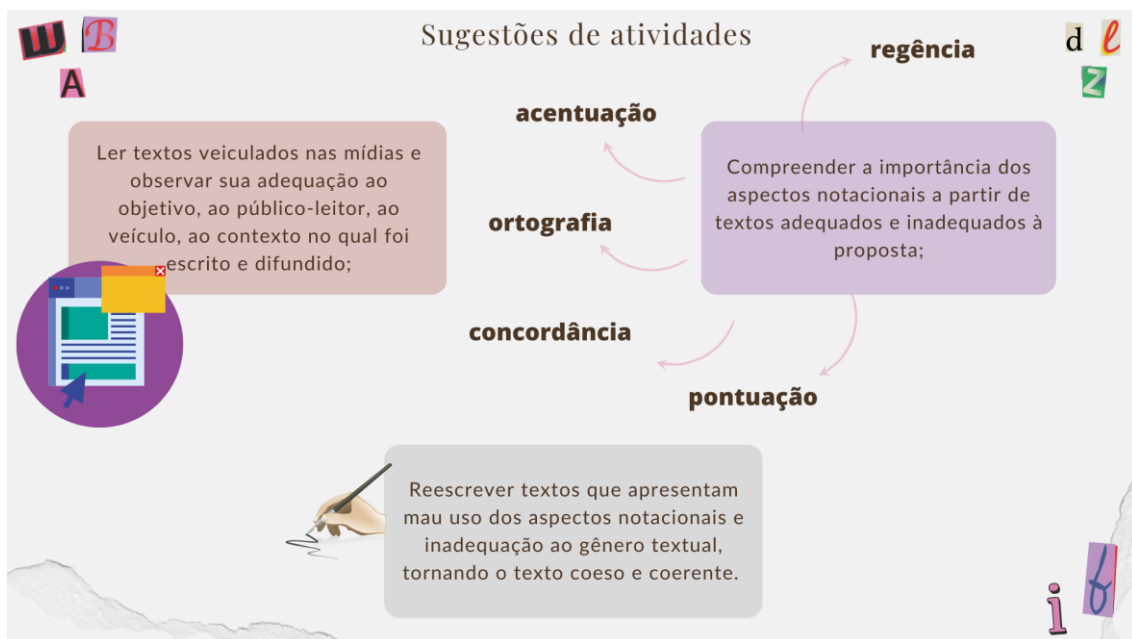 W B
A
Sugestões de atividades
d l
z
regência
acentuação
ortografia
concordância
pontuação
Ler textos veiculados nas mídias e
observar sua adequação ao
objetivo, ao público-leitor, ao
veículo, ao contexto no qual foi
escrito e difundido;
Compreender a importância dos
aspectos notacionais a partir de
textos adequados e inadequados à
proposta;
Reescrever textos que apresentam
mau uso dos aspectos notacionais e
inadequação ao gênero textual,
tornando o texto coeso e coerente.
i f